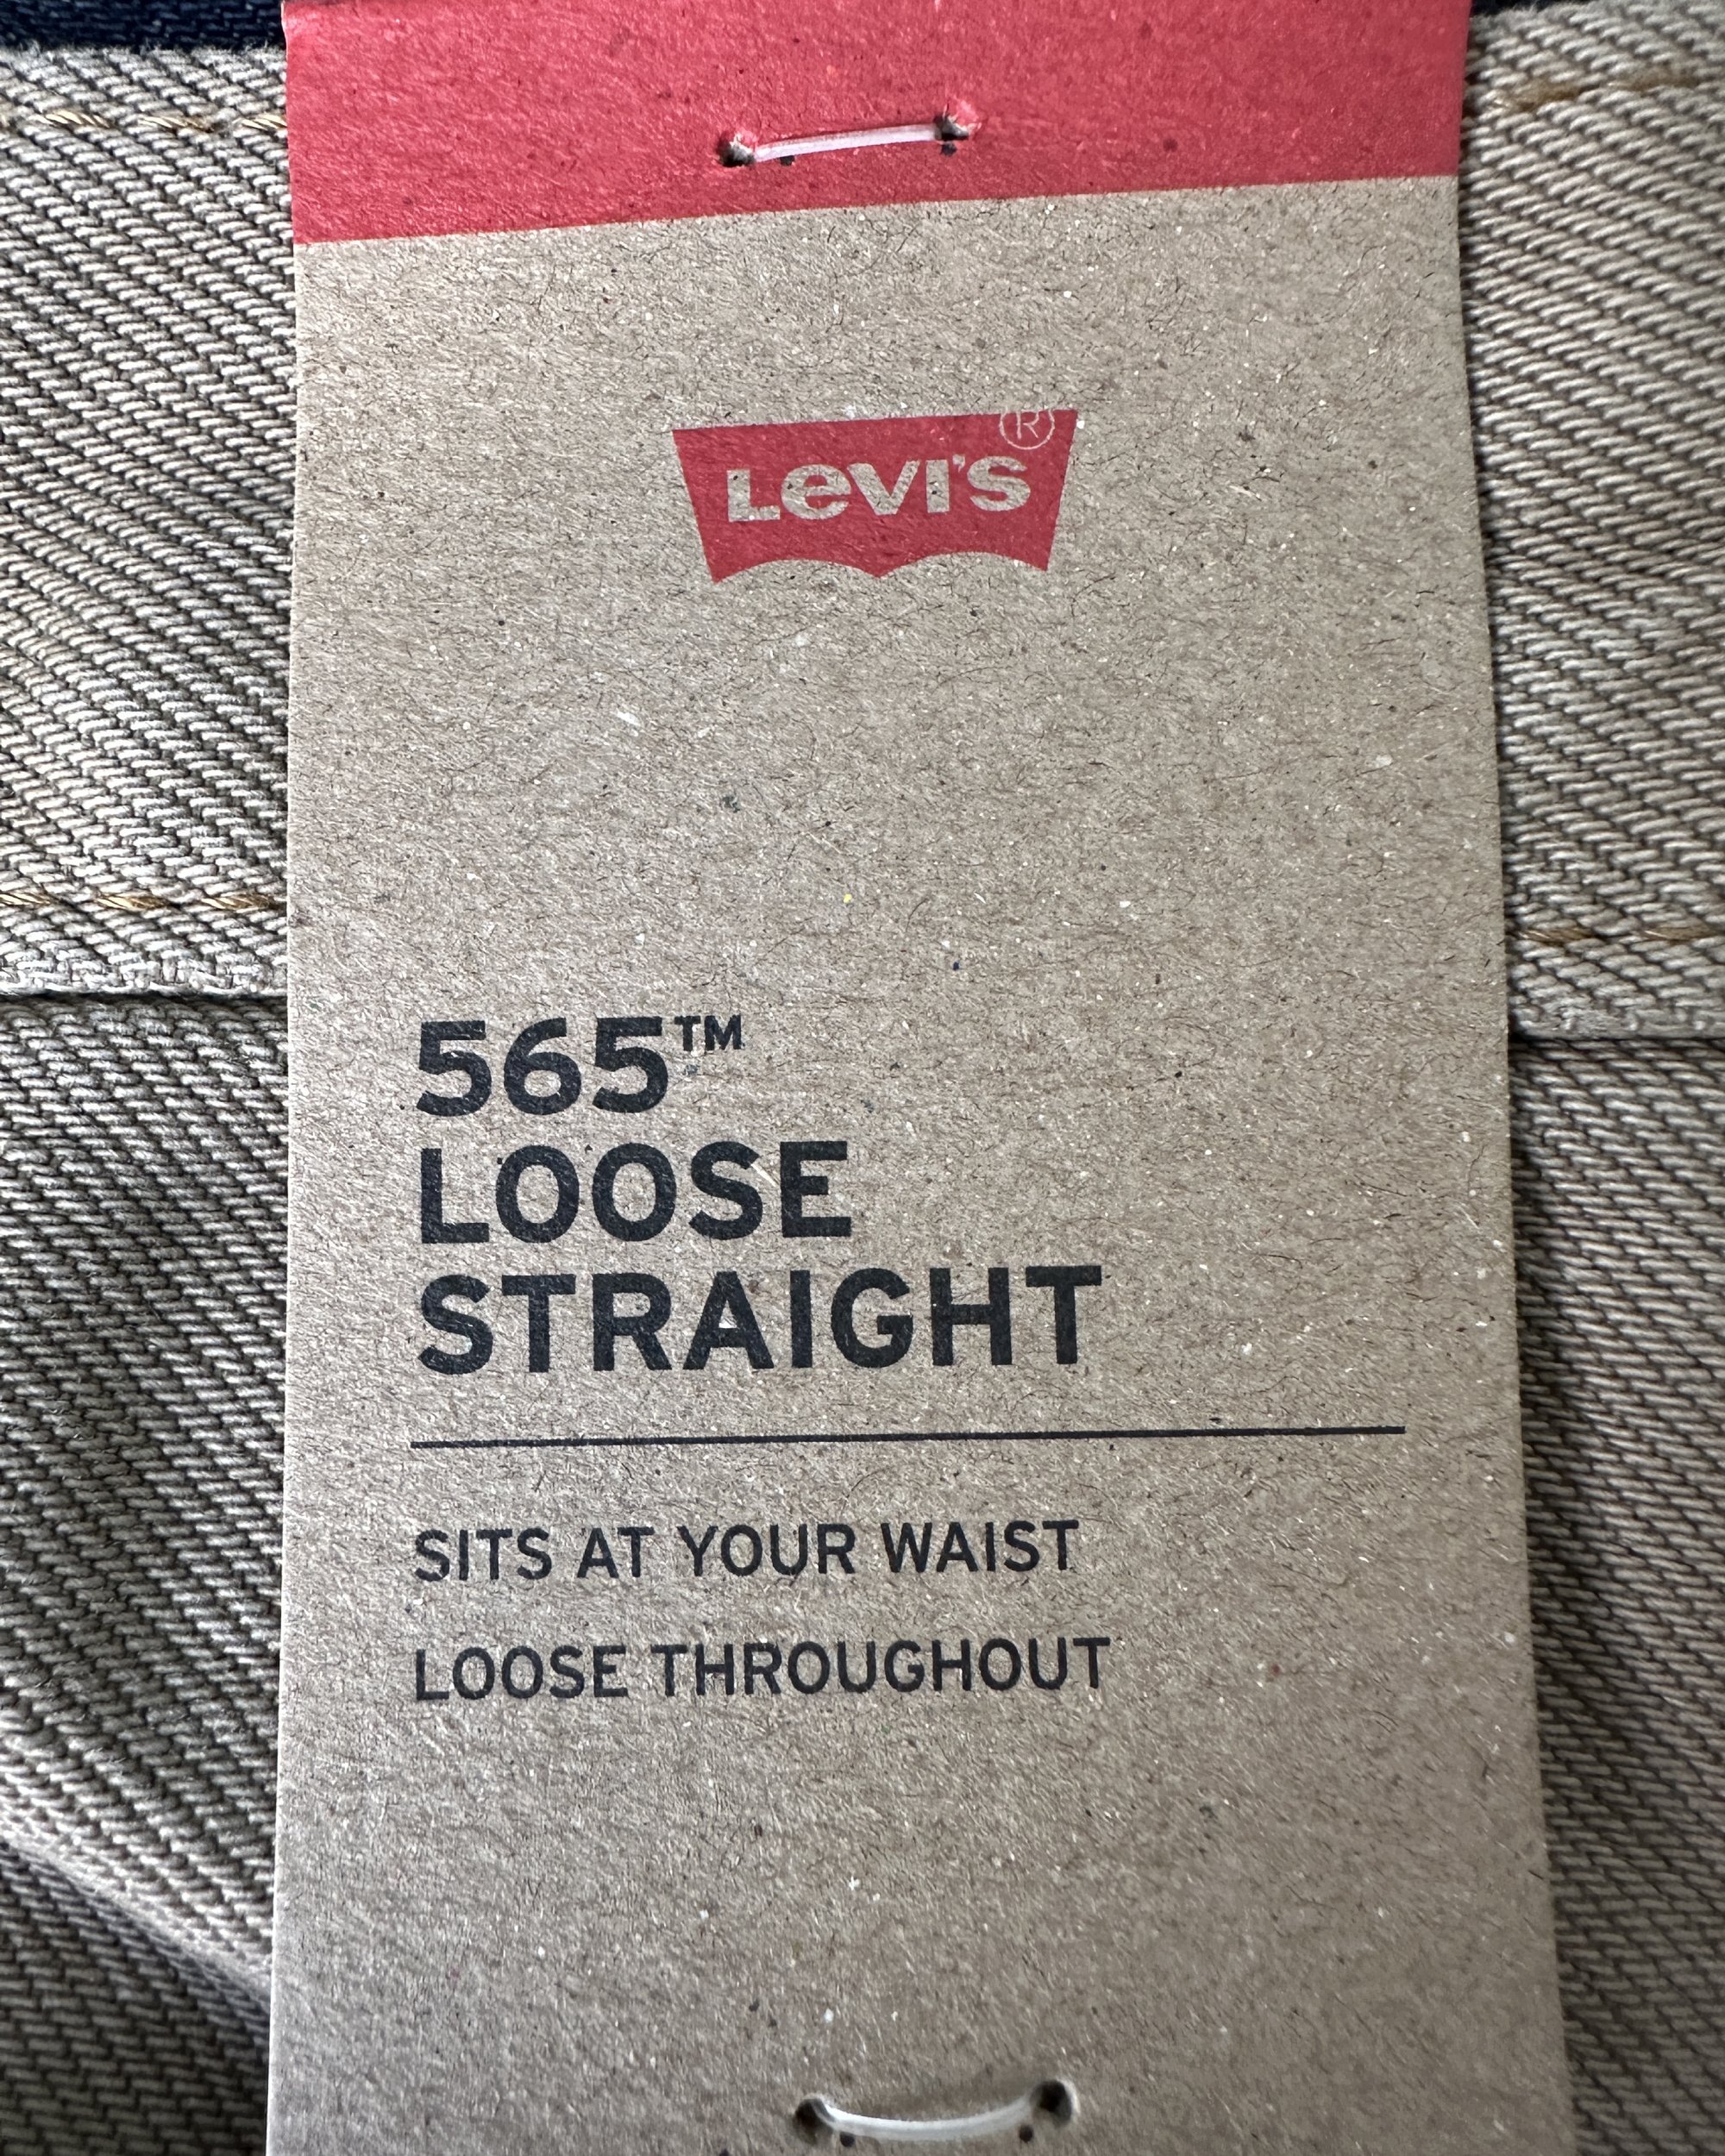 LEVI'S®
565™
LOOSE
STRAIGHT
SITS AT YOUR WAIST
LOOSE THROUGHOUT